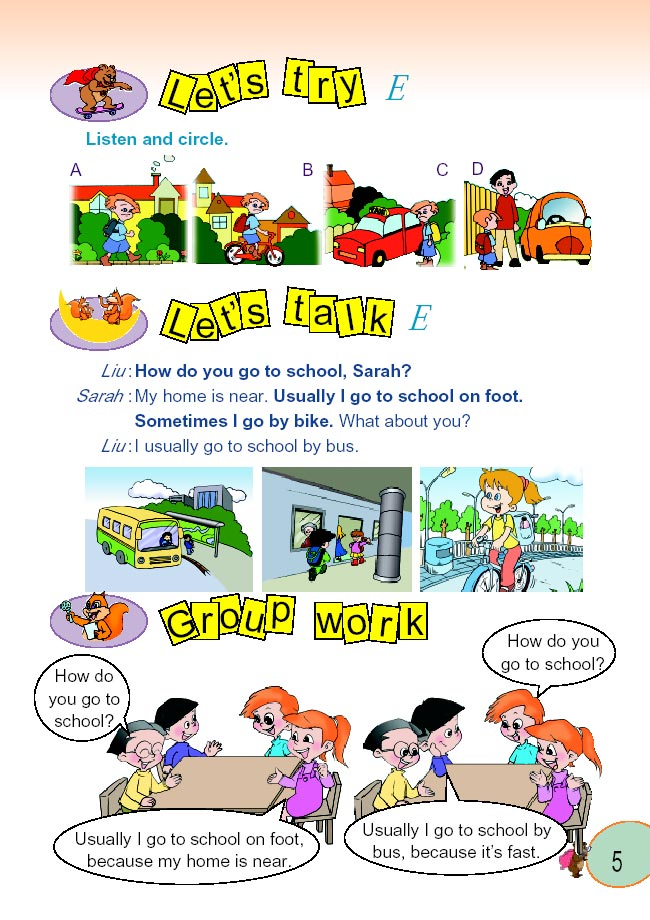 Let's try E
Listen and circle.
A B C D
TAXI
Let's talk E
Liu: How do you go to school, Sarah?
Sarah: My home is near. Usually I go to school on foot.
Sometimes I go by bike. What about you?
Liu: I usually go to school by bus.
Group work
How do
you go to
school?
How do you
go to school?
Usually I go to school on foot,
because my home is near.
Usually I go to school by
bus, because it's fast.
5